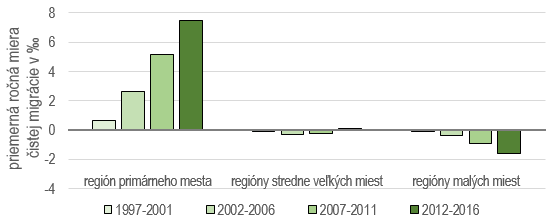 priemerná ročná miera
čistej migrácie v ‰
8
6
4
2
0
-2
-4
región primárneho mesta
regióny stredne veľkých miest
regióny malých miest
1997-2001
2002-2006
2007-2011
2012-2016